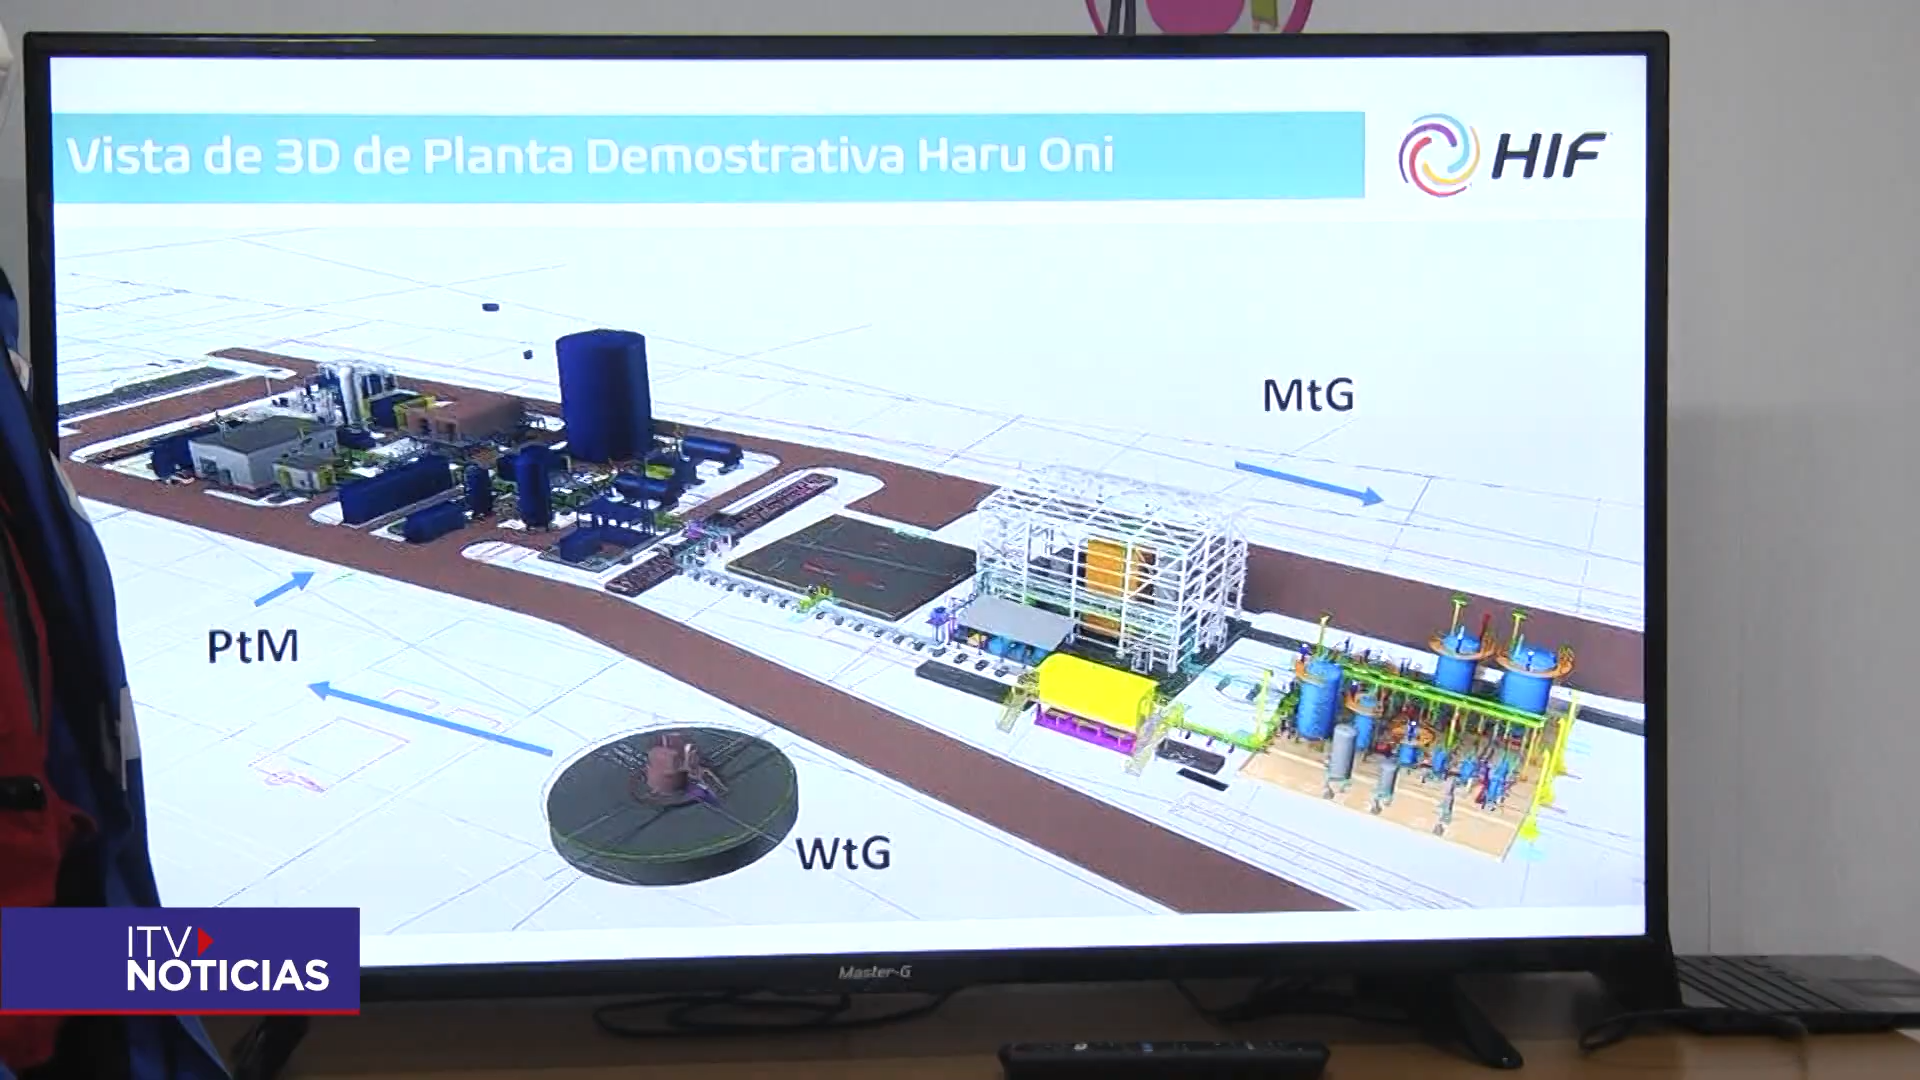 Vista de 3D de Planta Demostrativa Haru Oni
HIF
MtG
PtM
WtG
Master-G
ITV
NOTICIAS